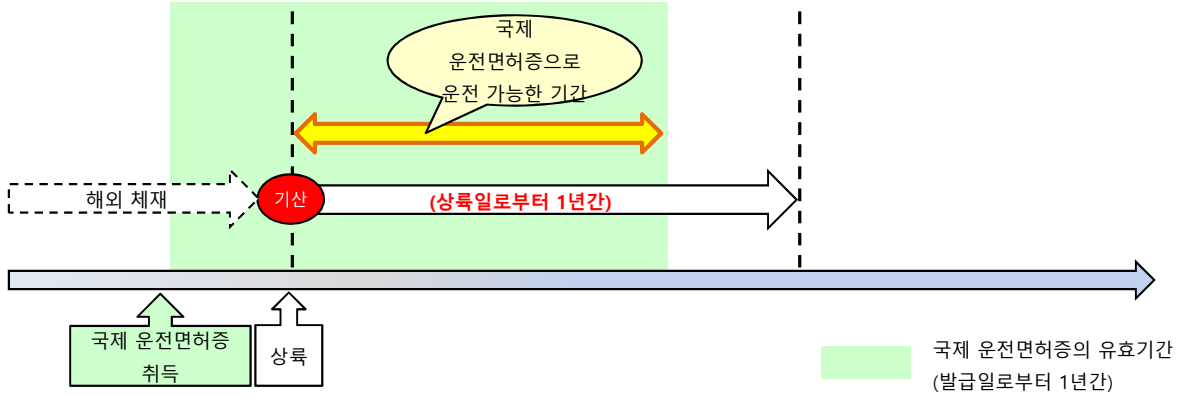 국제
운전면허증으로
운전 가능한 기간
해외 체재
기산
(상륙일로부터 1년간)
국제 운전면허증
취득
상륙
국제 운전면허증의 유효기간
(발급일로부터 1년간)